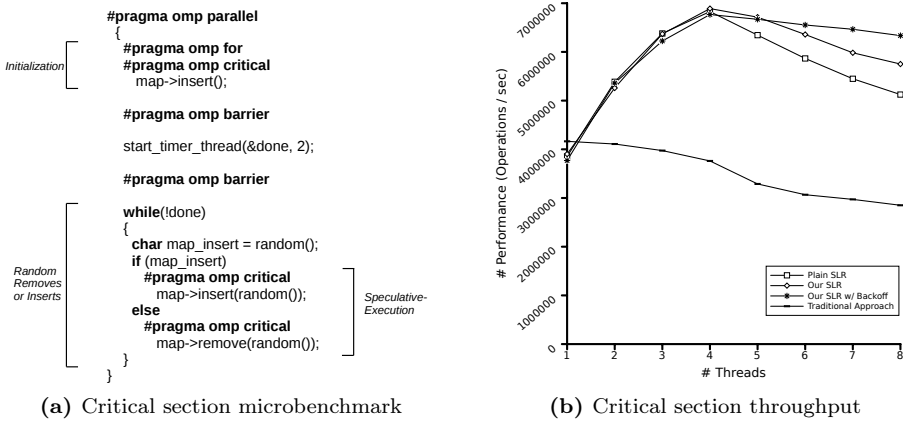 #pragma omp parallel
{
#pragma omp for
#pragma omp critical
map->insert();
Initialization
#pragma omp barrier
start_timer_thread(&done, 2);
#pragma omp barrier
while(!done)
{
char map_insert = random();
if (map_insert)
#pragma omp critical
map->insert(random());
else
#pragma omp critical
map->remove(random());
}
}
Random
Removes
or Inserts
Speculative-
Execution
(a) Critical section microbenchmark
# Performance (Operations / sec)
7000000
6000000
5000000
4000000
3000000
2000000
1000000
0
1 2 3 4 5 6 7 8
# Threads
Plain SLR
Our SLR
Our SLR w/ Backoff
Traditional Approach
(b) Critical section throughput